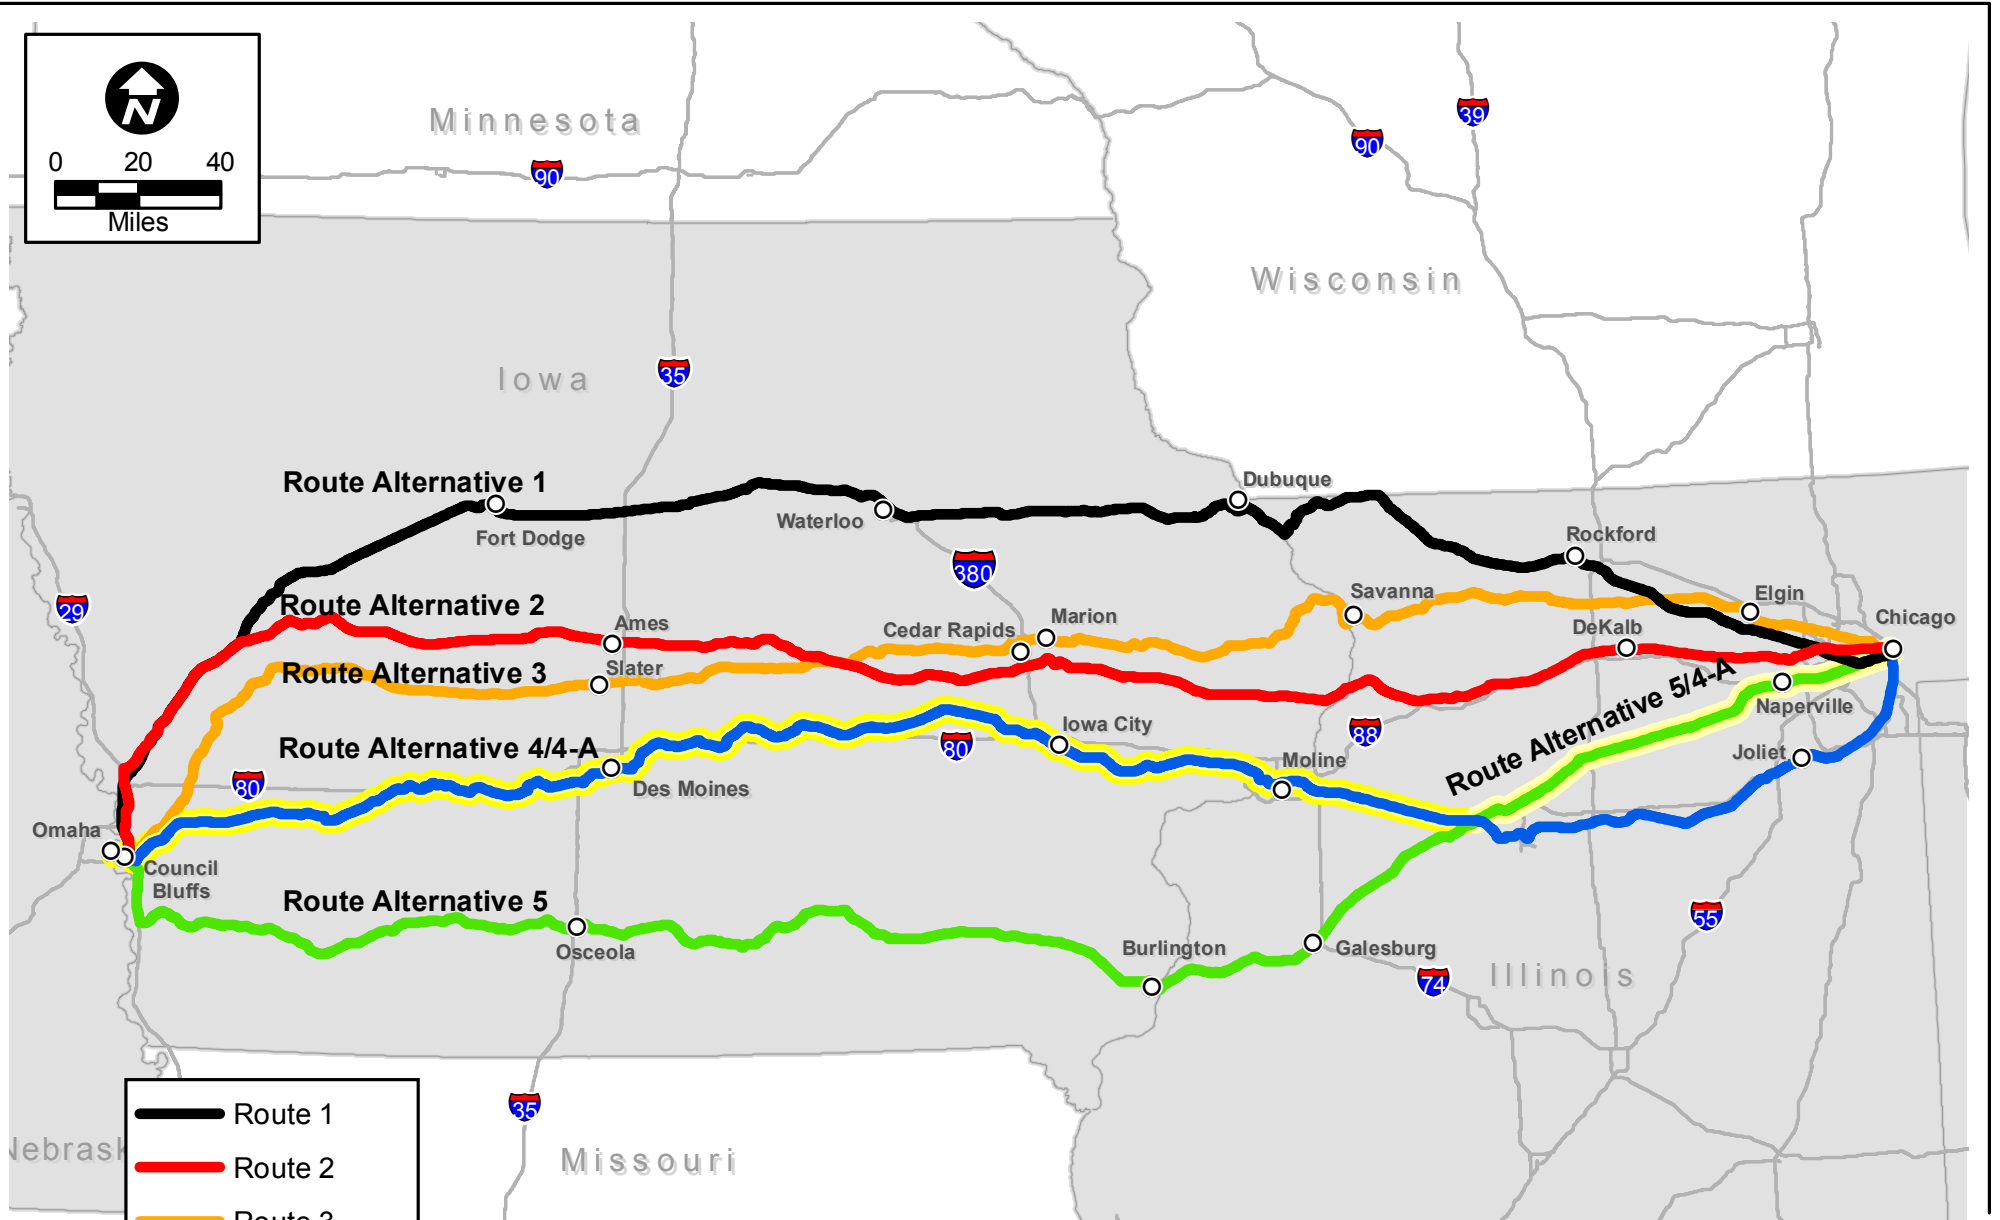 N
0 20 40
Miles
Minnesota
90
90
39
Wisconsin
Iowa
35
Route Alternative 1
Fort Dodge
Waterloo
Dubuque
Rockford
380
29
Route Alternative 2
Ames
Cedar Rapids
Marion
Savanna
Elgin
DeKalb
Chicago
Route Alternative 3
Slater
Route Alternative 5/4-A
Naperville
Route Alternative 4/4-A
Iowa City
80
88
Joliet
80
Des Moines
Moline
Omaha
Council
Bluffs
Route Alternative 5
Osceola
Burlington
Galesburg
55
74
Illinois
35
Missouri
Route 1
Route 2
Route 3